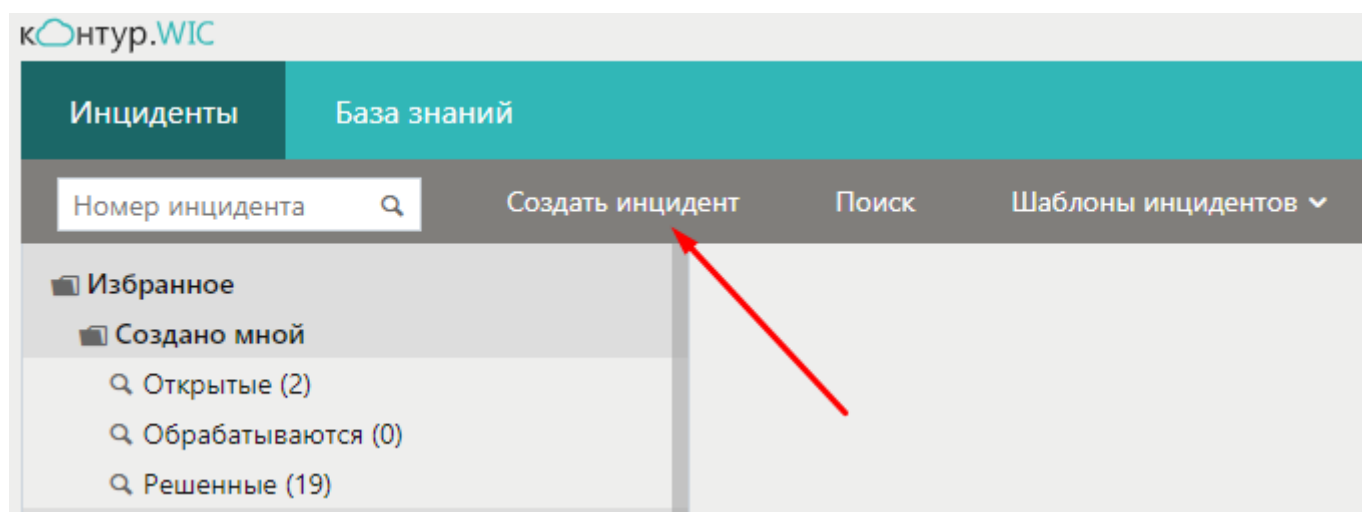 контур.WIC
Инциденты База знаний
Номер инцидента Создать инцидент Поиск Шаблоны инцидентов
Избранное
Создано мной
Открытые (2)
Обрабатываются (0)
Решенные (19)